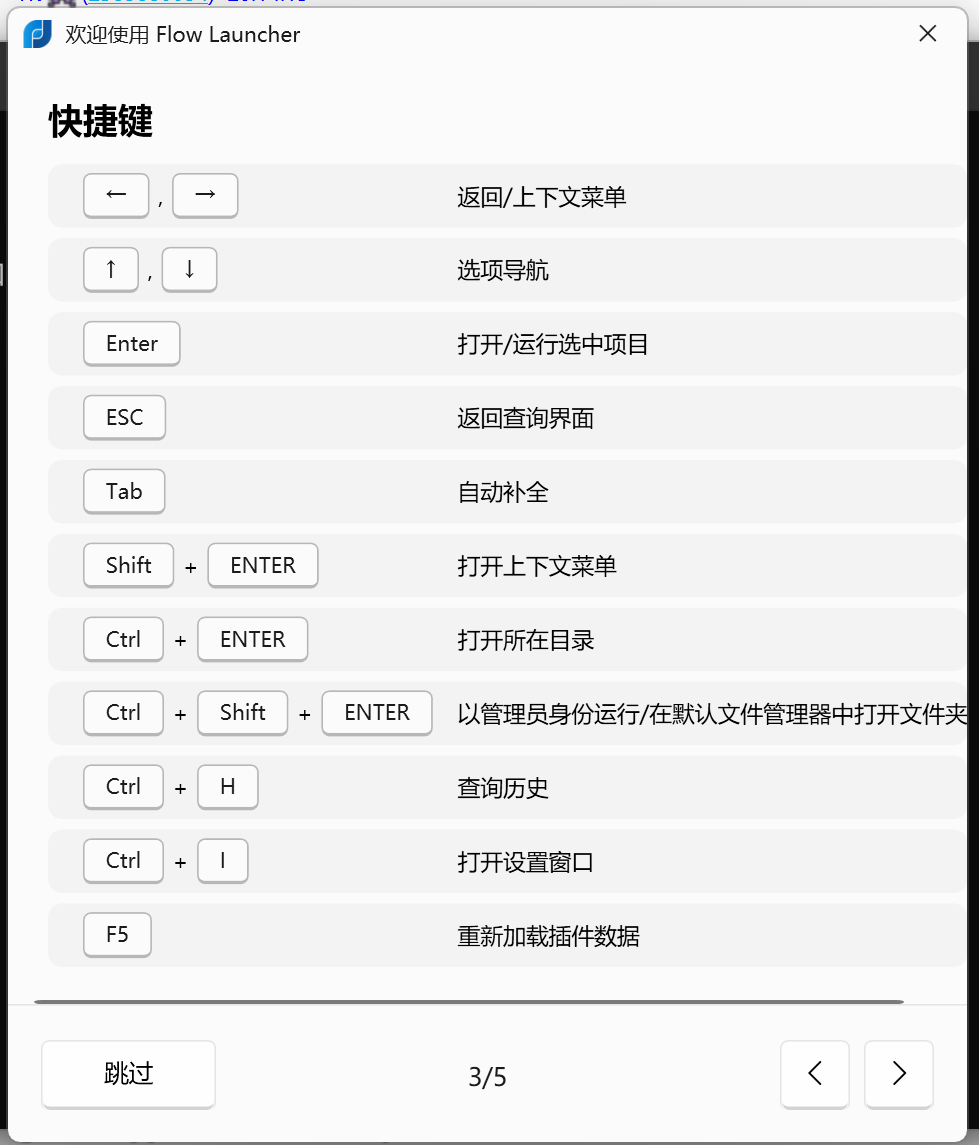 欢迎使用 Flow Launcher
快捷键
← , → 返回/上下文菜单
↑ , ↓ 选项导航
Enter 打开/运行选中项目
ESC 返回查询界面
Tab 自动补全
Shift + ENTER 打开上下文菜单
Ctrl + ENTER 打开所在目录
Ctrl + Shift + ENTER 以管理员身份运行/在默认文件管理器中打开文件夹
Ctrl + H 查询历史
Ctrl + I 打开设置窗口
F5 重新加载插件数据
跳过 3/5